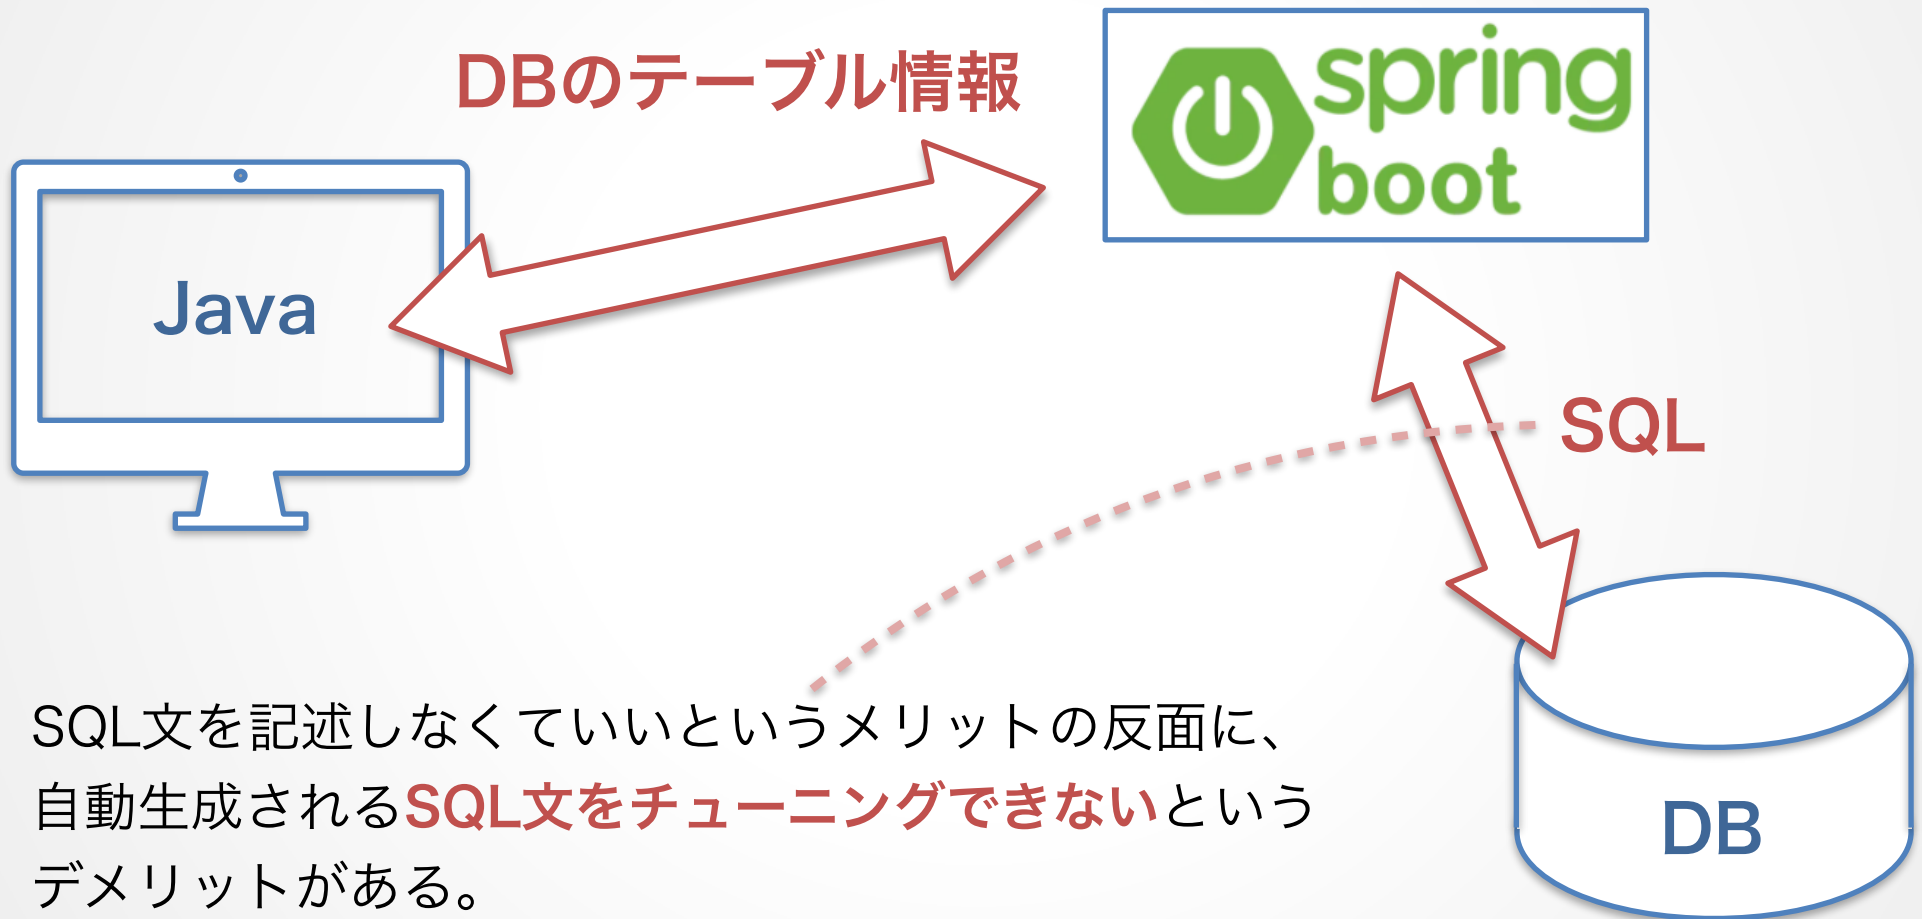 DBのテーブル情報
spring
boot
Java
SQL
SQL文を記述しなくていいというメリットの反面に、
自動生成されるSQL文をチューニングできないという
デメリットがある。
DB